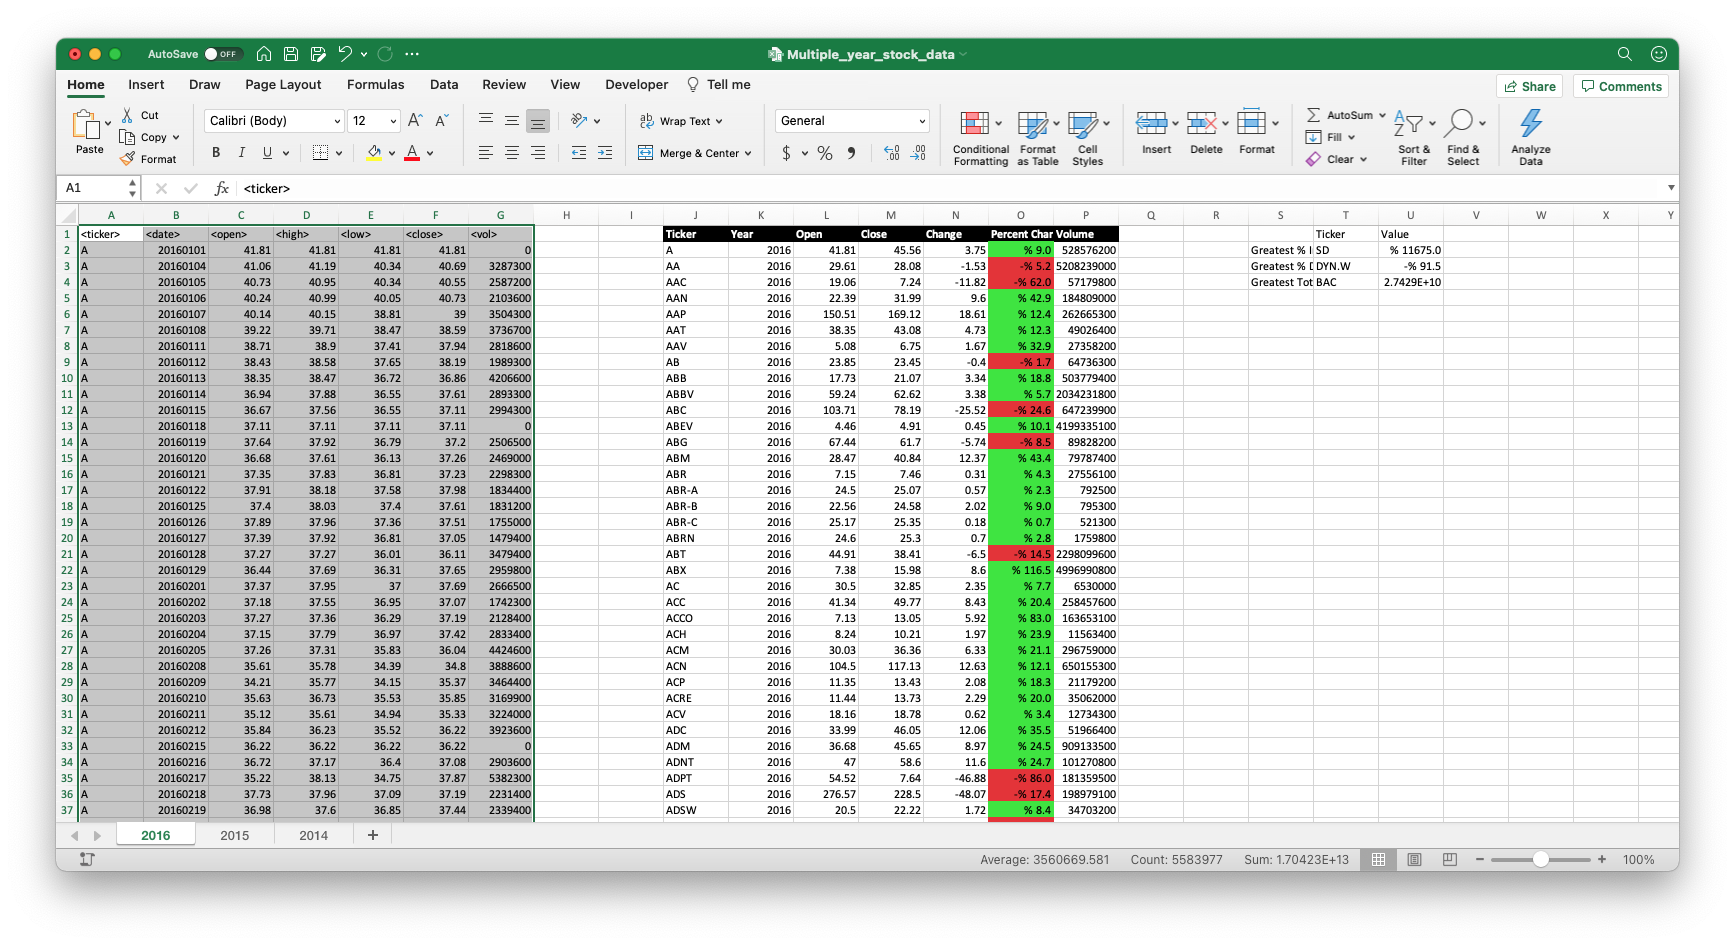 AutoSave OFF Multiple_year_stock_data
Home Insert Draw Page Layout Formulas Data Review View Developer Tell me Share Comments
Paste Cut Copy Format Calibri (Body) 12 A^ Aˇ B I U A ab Wrap Text Merge & Center General $ % 9 Conditional Formatting Format as Table Cell Styles Insert Delete Format AutoSum Fill Clear Sort & Filter Find & Select Analyze Data
A1 fx <ticker>
A B C D E F G H I J K L M N O P Q R S T U V W X Y
1 <ticker> <date> <open> <high> <low> <close> <vol> Ticker Year Open Close Change Percent Char Volume Ticker Value
2 A 20160101 41.81 41.81 41.81 41.81 0 A 2016 41.81 45.56 3.75 % 9.0 528576200 Greatest % I SD % 11675.0
3 A 20160104 41.06 41.19 40.34 40.69 3287300 AA 2016 29.61 28.08 -1.53 -% 5.2 5208239000 Greatest % D DYN.W -% 91.5
4 A 20160105 40.73 40.95 40.34 40.55 2587200 AAC 2016 19.06 7.24 -11.82 -% 62.0 57179800 Greatest Tot BAC 2.7429E+10
5 A 20160106 40.24 40.99 40.05 40.73 2103600 AAN 2016 22.39 31.99 9.6 % 42.9 184809000
6 A 20160107 40.14 40.15 38.81 39 3504300 AAP 2016 150.51 169.12 18.61 % 12.4 262665300
7 A 20160108 39.22 39.71 38.47 38.59 3736700 AAT 2016 38.35 43.08 4.73 % 12.3 49026400
8 A 20160111 38.71 38.9 37.41 37.94 2818600 AAV 2016 5.08 6.75 1.67 % 32.9 27358200
9 A 20160112 38.43 38.58 37.65 38.19 1989300 AB 2016 23.85 23.45 -0.4 -% 1.7 64736300
10 A 20160113 38.35 38.47 36.72 36.86 4206600 ABB 2016 17.73 21.07 3.34 % 18.8 503779400
11 A 20160114 36.94 37.88 36.55 37.61 2893300 ABBV 2016 59.24 62.62 3.38 % 5.7 2034231800
12 A 20160115 36.67 37.56 36.55 37.11 2994300 ABC 2016 103.71 78.19 -25.52 -% 24.6 647239900
13 A 20160118 37.11 37.11 37.11 37.11 0 ABEV 2016 4.46 4.91 0.45 % 10.1 4199335100
14 A 20160119 37.64 37.92 36.79 37.2 2506500 ABG 2016 67.44 61.7 -5.74 -% 8.5 89828200
15 A 20160120 36.68 37.61 36.13 37.26 2469000 ABM 2016 28.47 40.84 12.37 % 43.4 79787400
16 A 20160121 37.35 37.83 36.81 37.23 2298300 ABR 2016 7.15 7.46 0.31 % 4.3 27556100
17 A 20160122 37.91 38.18 37.58 37.98 1834400 ABR-A 2016 24.5 25.07 0.57 % 2.3 792500
18 A 20160125 37.4 38.03 37.4 37.61 1831200 ABR-B 2016 22.56 24.58 2.02 % 9.0 795300
19 A 20160126 37.89 37.96 37.36 37.51 1755000 ABR-C 2016 25.17 25.35 0.18 % 0.7 521300
20 A 20160127 37.39 37.92 36.81 37.05 1479400 ABRN 2016 24.6 25.3 0.7 % 2.8 1759800
21 A 20160128 37.27 37.27 36.01 36.11 3479400 ABT 2016 44.91 38.41 -6.5 -% 14.5 2298099600
22 A 20160129 36.44 37.69 36.31 37.65 2959800 ABX 2016 7.38 15.98 8.6 % 116.5 4996990800
23 A 20160201 37.37 37.95 37 37.69 2666500 AC 2016 30.5 32.85 2.35 % 7.7 6530000
24 A 20160202 37.18 37.55 36.95 37.07 1742300 ACC 2016 41.34 49.77 8.43 % 20.4 258457600
25 A 20160203 37.27 37.36 36.29 37.19 2128400 ACCO 2016 7.13 13.05 5.92 % 83.0 163653100
26 A 20160204 37.15 37.79 36.97 37.42 2833400 ACH 2016 8.24 10.21 1.97 % 23.9 11563400
27 A 20160205 37.26 37.31 35.83 36.04 4424600 ACM 2016 30.03 36.36 6.33 % 21.1 296759000
28 A 20160208 35.61 35.78 34.39 34.8 3888600 ACN 2016 104.5 117.13 12.63 % 12.1 650155300
29 A 20160209 34.21 35.77 34.15 35.37 3464400 ACP 2016 11.35 13.43 2.08 % 18.3 21179200
30 A 20160210 35.63 36.73 35.53 35.85 3169900 ACRE 2016 11.44 13.73 2.29 % 20.0 35062000
31 A 20160211 35.12 35.61 34.94 35.33 3224000 ACV 2016 18.16 18.78 0.62 % 3.4 12734300
32 A 20160212 35.84 36.23 35.52 36.22 3923600 ADC 2016 33.99 46.05 12.06 % 35.5 51966400
33 A 20160215 36.22 36.22 36.22 36.22 0 ADM 2016 36.68 45.65 8.97 % 24.5 909133500
34 A 20160216 36.72 37.17 36.4 37.08 2903600 ADNT 2016 47 58.6 11.6 % 24.7 101270800
35 A 20160217 35.22 38.13 34.75 37.87 5382300 ADPT 2016 54.52 7.64 -46.88 -% 86.0 181359500
36 A 20160218 37.73 37.96 37.09 37.19 2231400 ADS 2016 276.57 228.5 -48.07 -% 17.4 198979100
37 A 20160219 36.98 37.6 36.85 37.44 2339400 ADSW 2016 20.5 22.22 1.72 % 8.4 34703200
2016 2015 2014 +
Average: 3560669.581 Count: 5583977 Sum: 1.70423E+13 100%